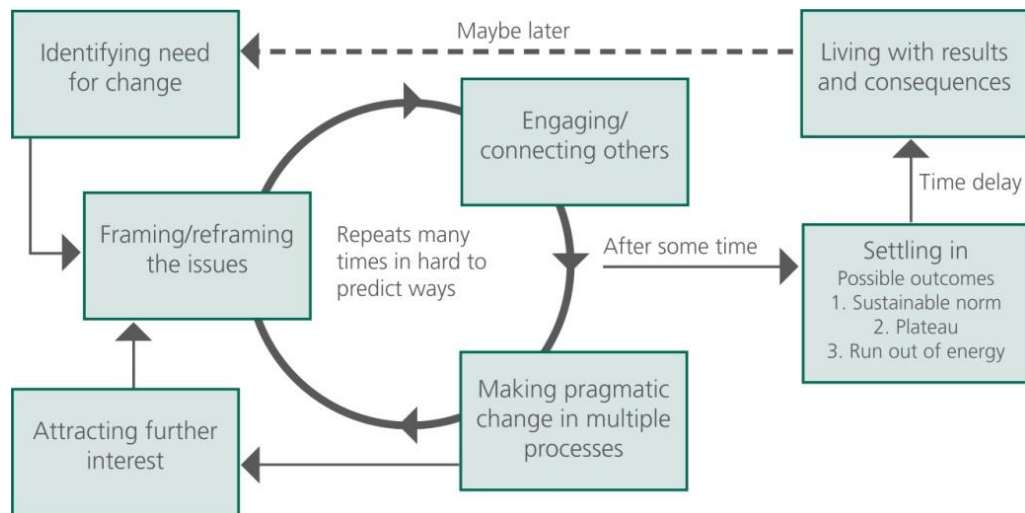 Identifying need
for change
Maybe later
Living with results
and consequences
Engaging/
connecting others
Time delay
Framing/reframing
the issues
Repeats many
times in hard to
predict ways
After some time
Settling in
Possible outcomes
1. Sustainable norm
2. Plateau
3. Run out of energy
Making pragmatic
change in multiple
processes
Attracting further
interest